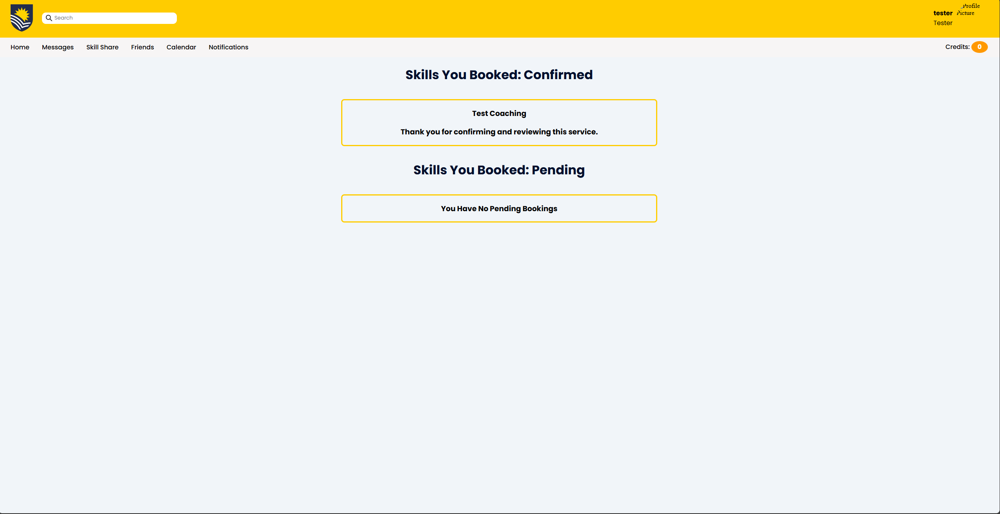 Search
tester
Tester
Profile
Picture
Home Messages Skill Share Friends Calendar Notifications Credits: 0
Skills You Booked: Confirmed
Test Coaching
Thank you for confirming and reviewing this service.
Skills You Booked: Pending
You Have No Pending Bookings